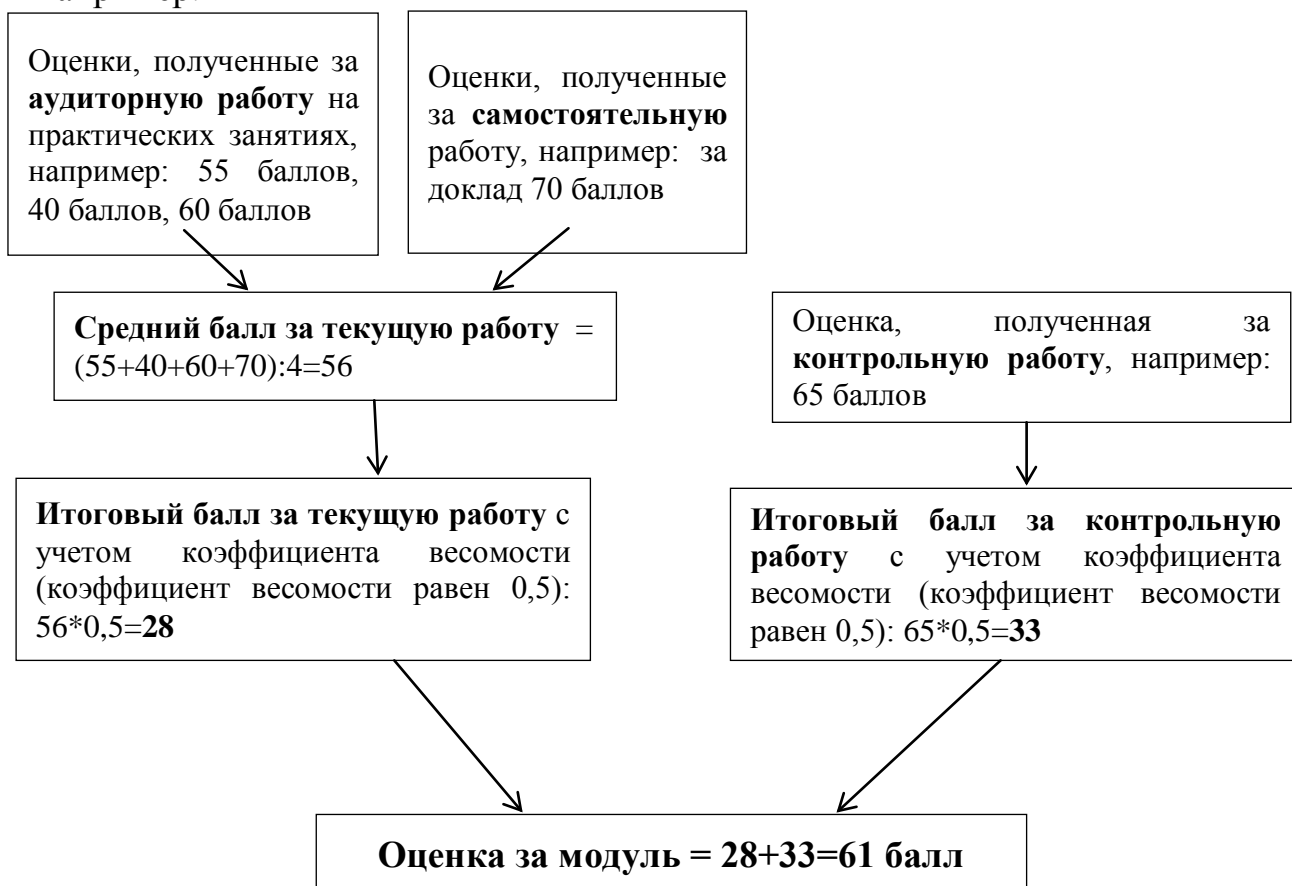 Оценки, полученные за
аудиторную работу на
практических занятиях,
например: 55 баллов,
40 баллов, 60 баллов
Оценки, полученные
за самостоятельную
работу, например: за
доклад 70 баллов
Средний балл за текущую работу =
(55+40+60+70):4=56
Оценка, полученная за
контрольную работу, например:
65 баллов
Итоговый балл за текущую работу с
учетом коэффициента весомости
(коэффициент весомости равен 0,5):
56*0,5=28
Итоговый балл за контрольную
работу с учетом коэффициента
весомости (коэффициент весомости
равен 0,5): 65*0,5=33
Оценка за модуль = 28+33=61 балл